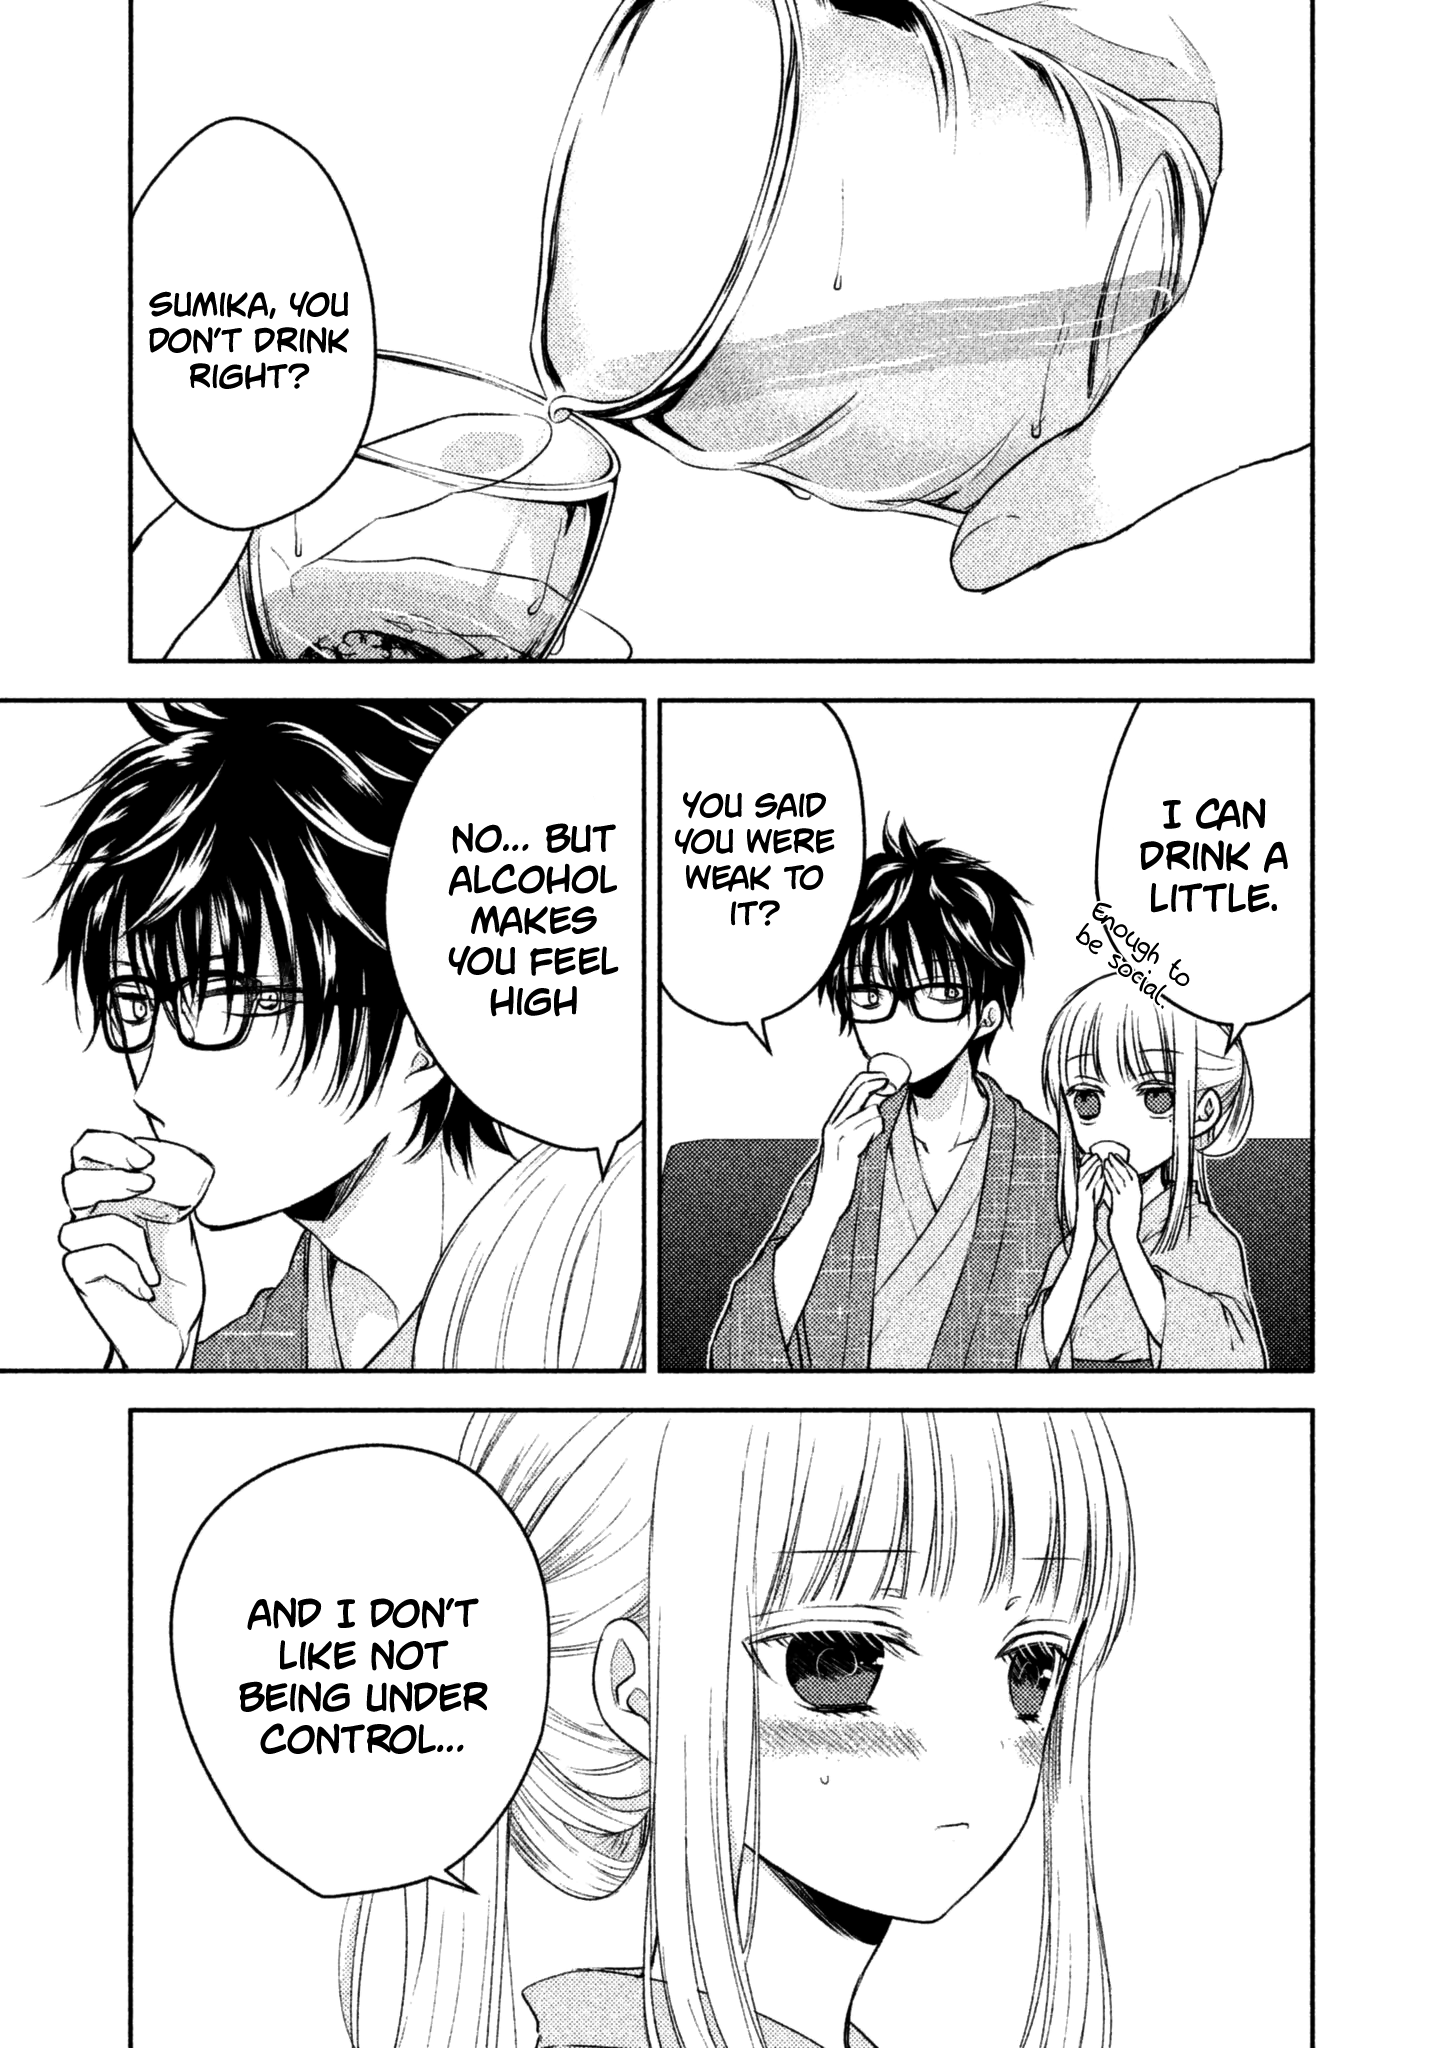 SUMIKA, YOU
DON'T DRINK
RIGHT?
I CAN
DRINK A
LITTLE.
Enough to
be social.
YOU SAID
YOU WERE
WEAK TO
IT?
NO... BUT
ALCOHOL
MAKES
YOU FEEL
HIGH
AND I DON'T
LIKE NOT
BEING UNDER
CONTROL...